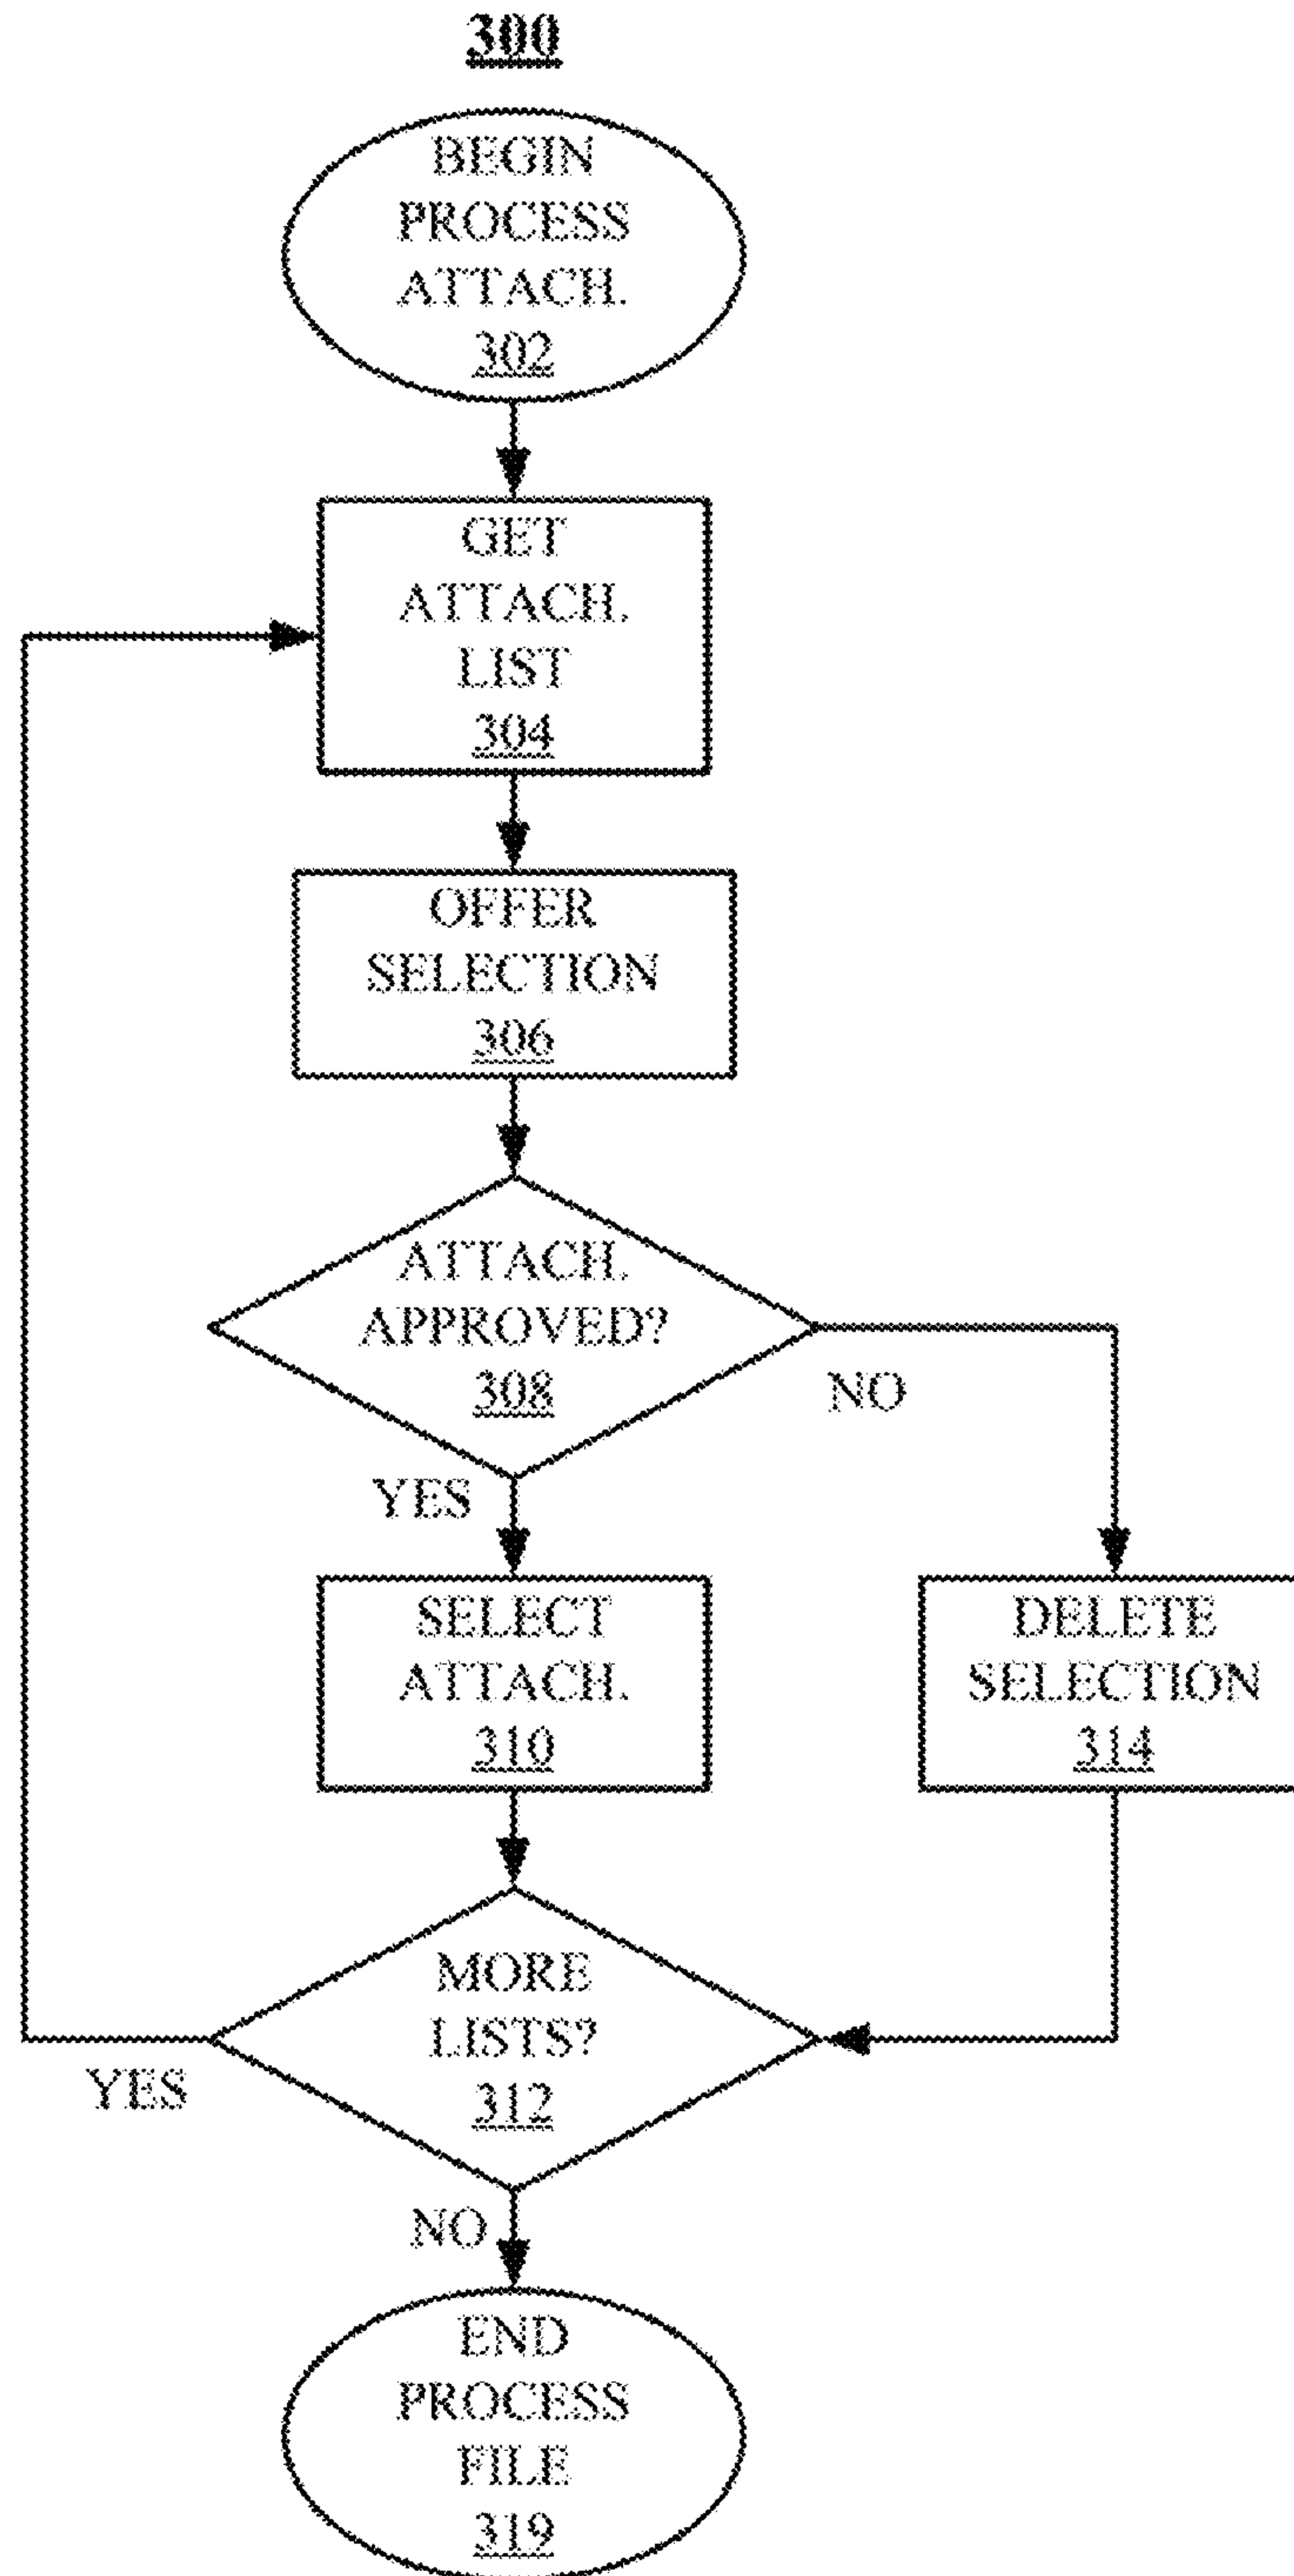 300
BEGIN
PROCESS
ATTACH.
302
GET
ATTACH.
LIST
304
OFFER
SELECTION
306
ATTACH.
APPROVED?
308
NO
YES
SELECT
ATTACH.
310
DELETE
SELECTION
314
MORE
LISTS?
312
YES
NO
END
PROCESS
FILE
319